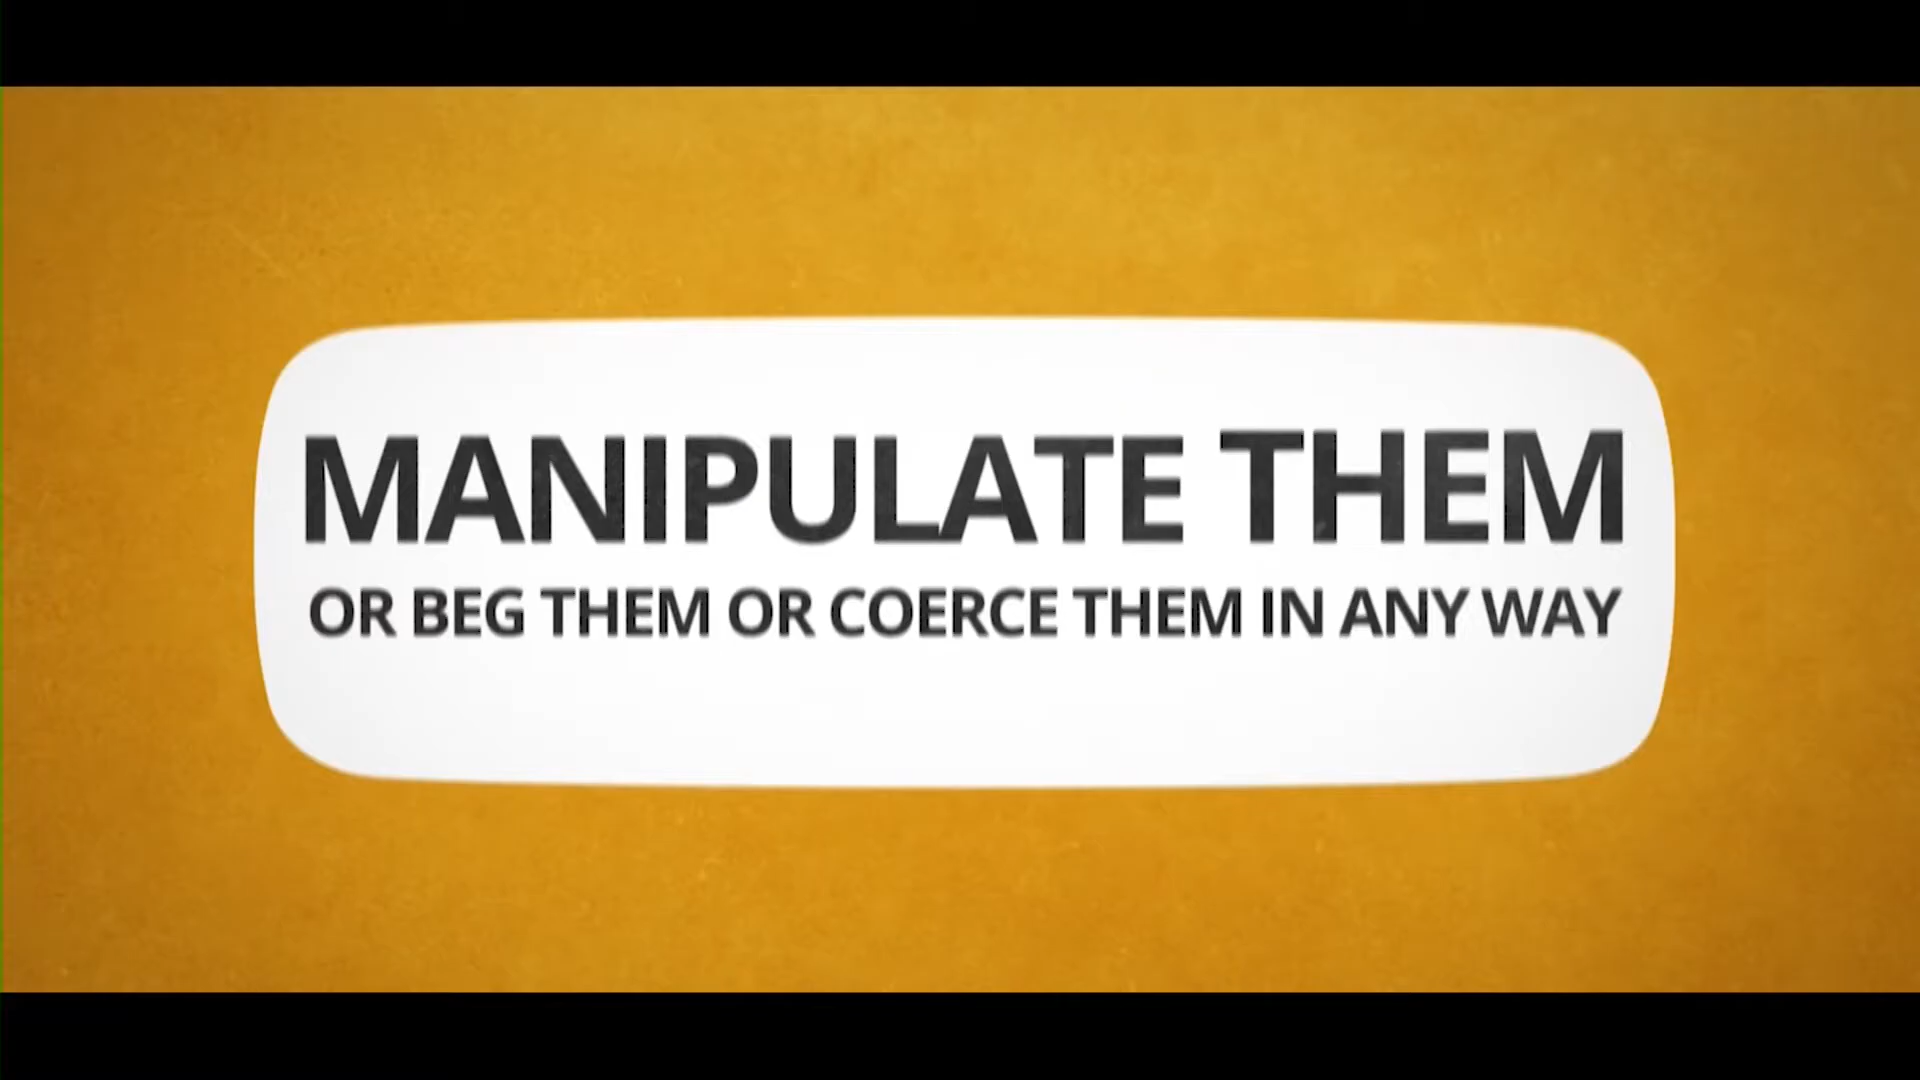 MANIPULATE THEM
OR BEG THEM OR COERCE THEM IN ANY WAY